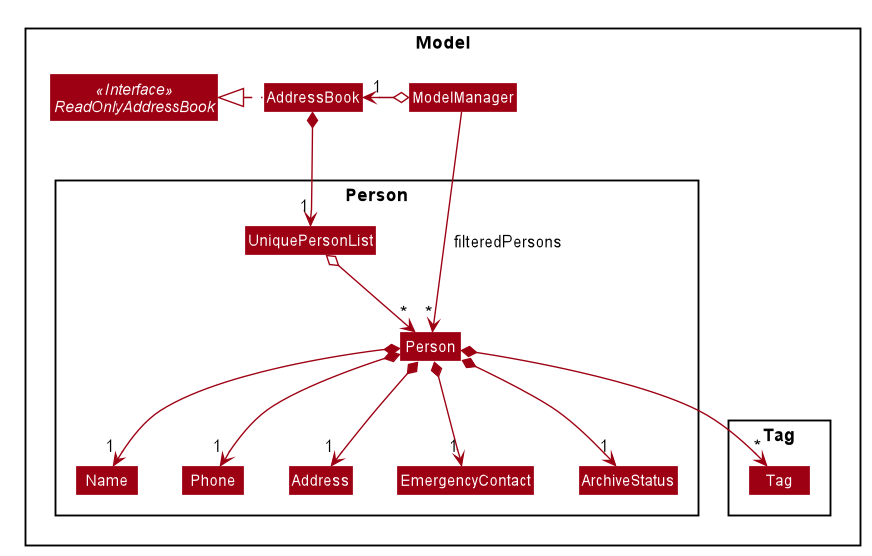 Model
«Interface»
ReadOnlyAddressBook
AddressBook
1
ModelManager
Person
1
UniquePersonList
filteredPersons
*
*
Person
Tag
1
1
1
1
1
*
Name
Phone
Address
EmergencyContact
ArchiveStatus
Tag